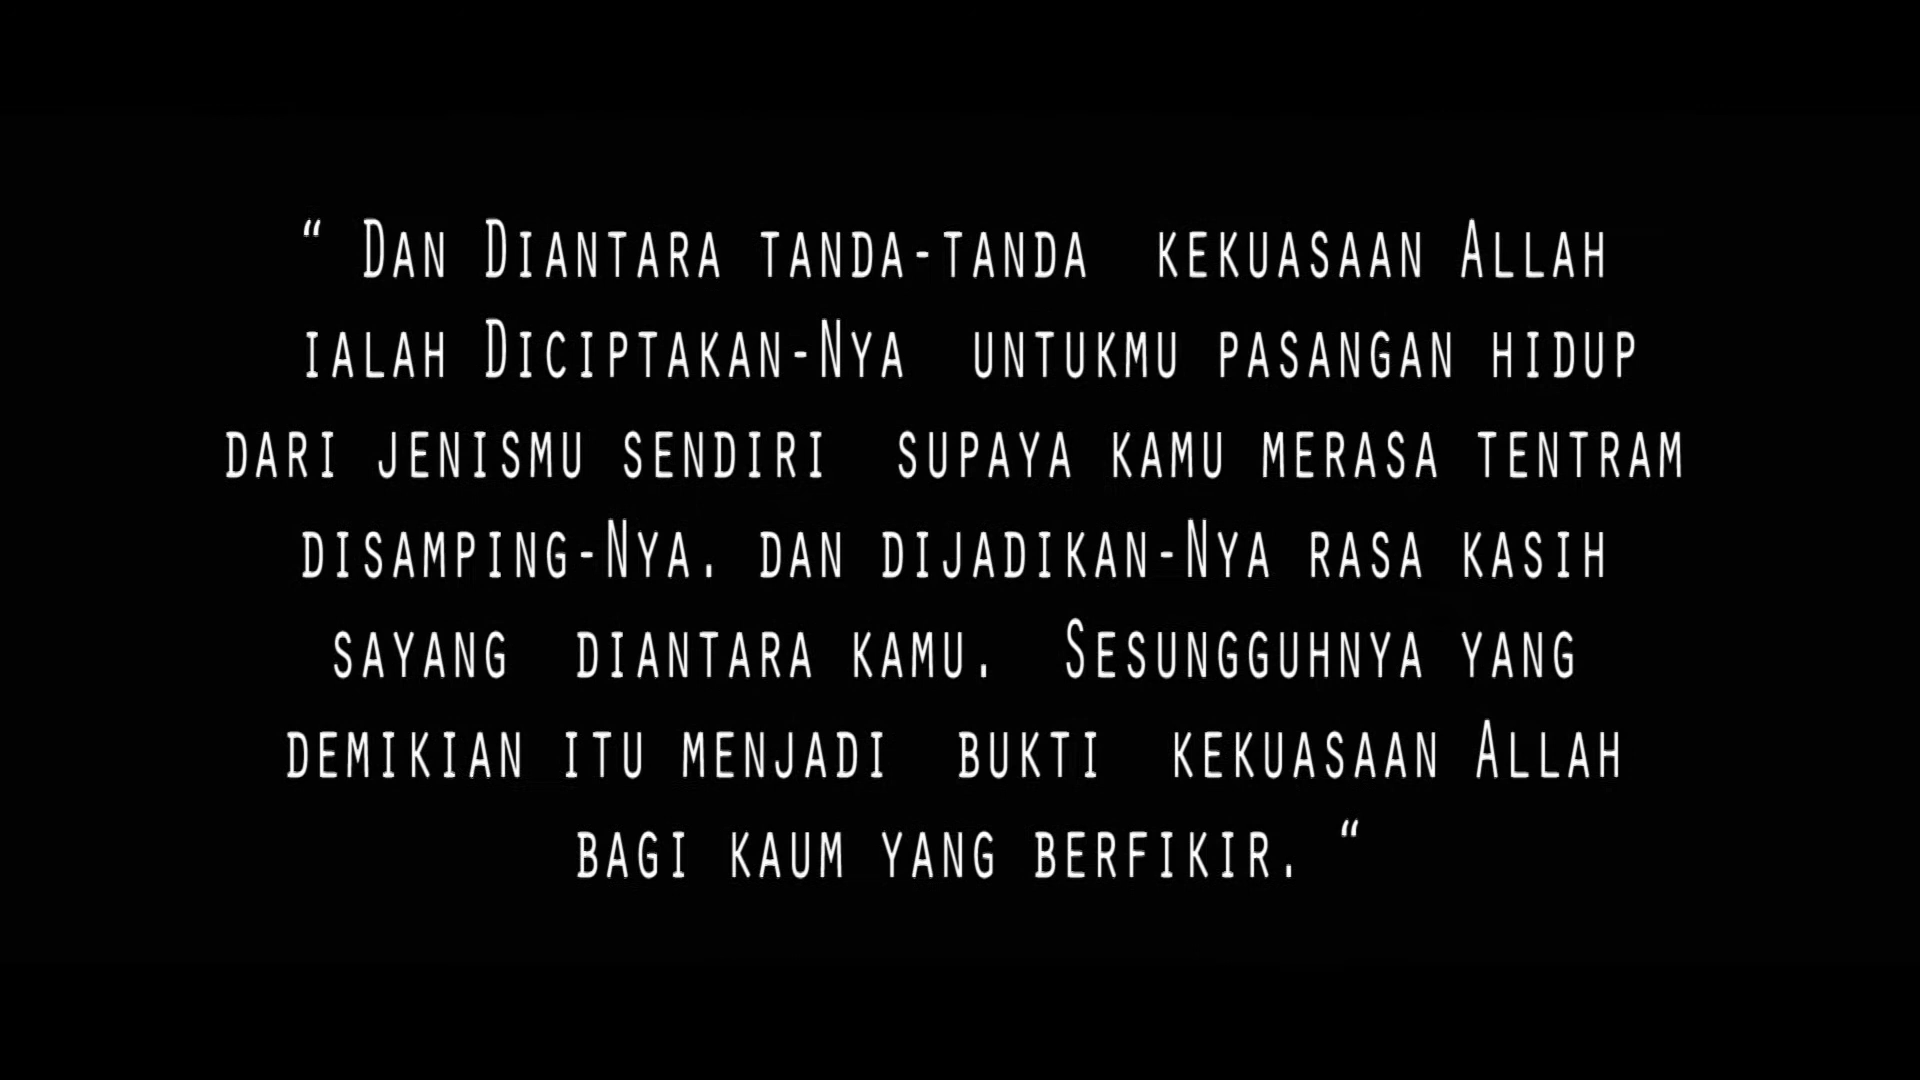 “ Dan Diantara tanda-tanda kekuasaan Allah
ialah Diciptakan-Nya untukmu pasangan hidup
dari jenismu sendiri supaya kamu merasa tentram
disamping-Nya. dan dijadikan-Nya rasa kasih
sayang diantara kamu. Sesungguhnya yang
demikian itu menjadi bukti kekuasaan Allah
bagi kaum yang berfikir. “